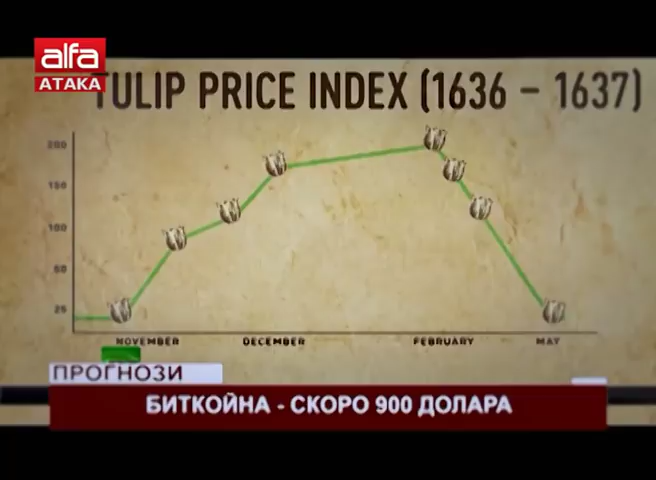 alfa
АТАКА
TULIP PRICE INDEX (1636 – 1637)
200
150
100
50
25
NOVEMBER
DECEMBER
FEBRUARY
MAY
ПРОГНОЗИ
БИТКОЙНА - СКОРО 900 ДОЛАРА